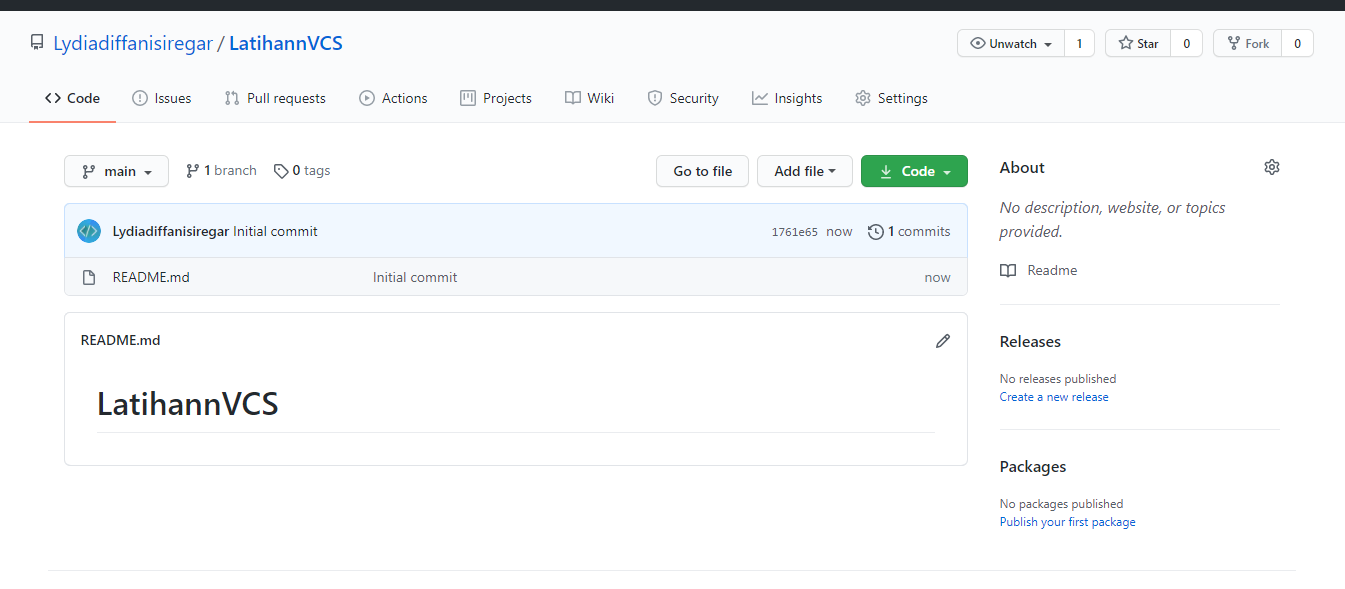 Lydiadiffanisiregar / LatihannVCS
Unwatch 1 Star 0 Fork 0
Code Issues Pull requests Actions Projects Wiki Security Insights Settings
main 1 branch 0 tags Go to file Add file Code
Lydiadiffanisiregar Initial commit 1761e65 now 1 commits
README.md Initial commit now
README.md
LatihannVCS
About
No description, website, or topics
provided.
Readme
Releases
No releases published
Create a new release
Packages
No packages published
Publish your first package